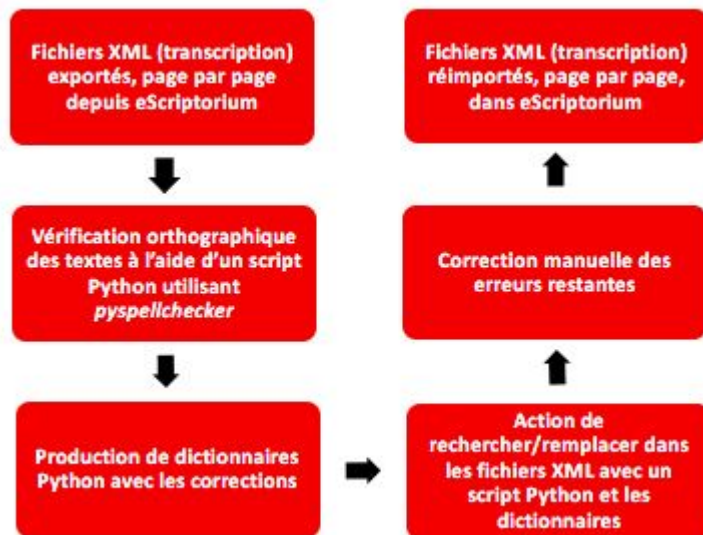 Fichiers XML (transcription)
exportés, page par page
depuis eScriptorium
Vérification orthographique
des textes à l'aide d'un script
Python utilisant
pyspellchecker
Production de dictionnaires
Python avec les corrections
Action de
rechercher/remplacer dans
les fichiers XML avec un
script Python et les
dictionnaires
Correction manuelle des
erreurs restantes
Fichiers XML (transcription)
réimportés, page par page,
dans eScriptorium